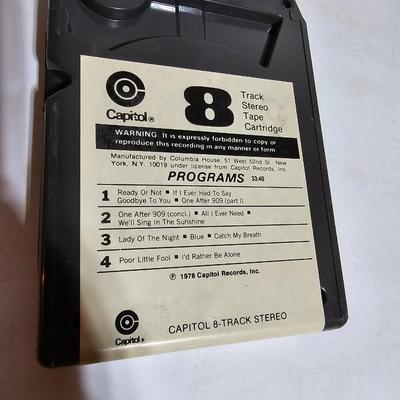 Capitol®
8
Track
Stereo
Tape
Cartridge
WARNING It is expressly forbidden to copy or
reproduce this recording in any manner or form
Manufactured by Columbia House, 51 West 52nd St., New
York, N.Y. 10019 under license from Capitol Records, Inc.
PROGRAMS 33:40
1 Ready Or Not ■ If I Ever Had To Say
Goodbye To You ■ One After 909 (part I)
2 One After 909 (concl.) ■ All I Ever Need ■
We'll Sing In The Sunshine
3 Lady Of The Night ■ Blue ■ Catch My Breath
4 Poor Little Fool ■ I'd Rather Be Alone
℗ 1978 Capitol Records, Inc.
Capitol®
CAPITOL 8-TRACK STEREO